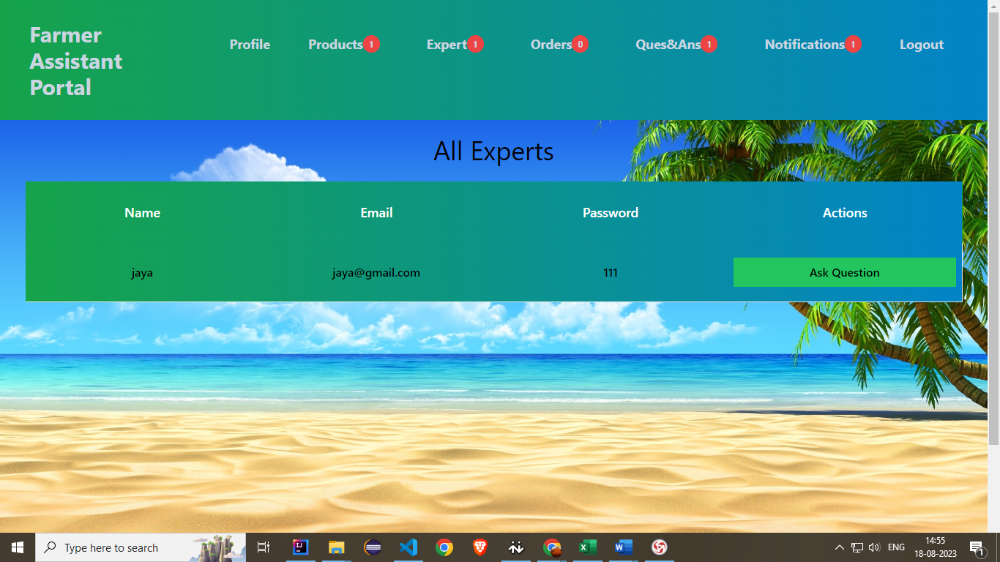 Farmer
Assistant
Portal
Profile
Products 1
Expert 1
Orders 0
Ques&Ans 1
Notifications 1
Logout
All Experts
Name Email Password Actions
jaya jaya@gmail.com 111 Ask Question
Type here to search
IJ
X
W
ENG
14:55
18-08-2023
1